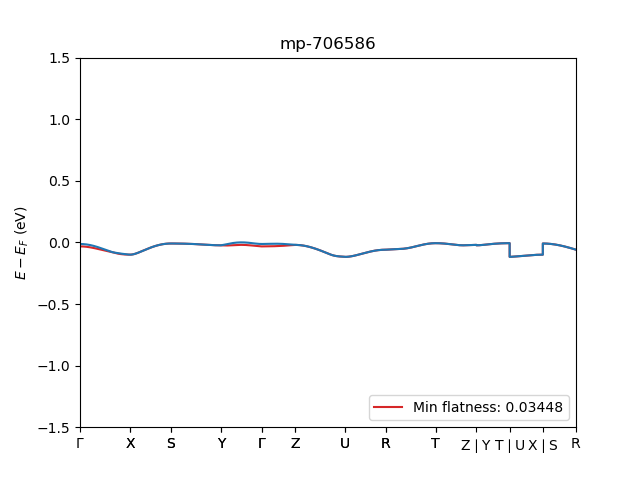 mp-706586
1.5
1.0
0.5
0.0
−0.5
−1.0
−1.5
E − E_F (eV)
Min flatness: 0.03448
Γ X S Y Γ Z U R T Z | Y T | U X | S R